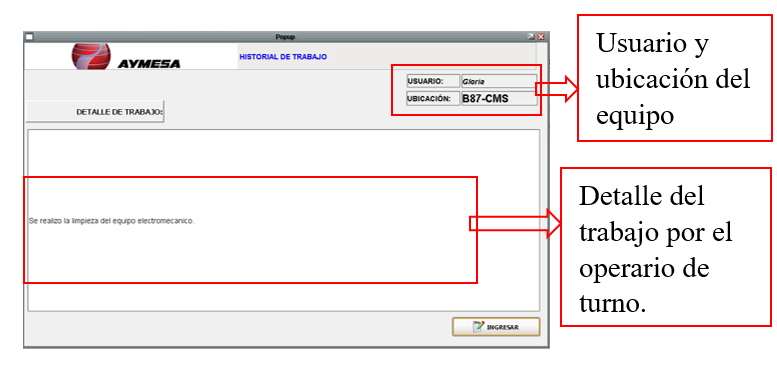 Popup
AYMESA
HISTORIAL DE TRABAJO
USUARIO: Gloria
UBICACIÓN: B87-CMS
DETALLE DE TRABAJO:
Se realizo la limpieza del equipo electromecanico.
INGRESAR
Usuario y
ubicación del
equipo
Detalle del
trabajo por el
operario de
turno.